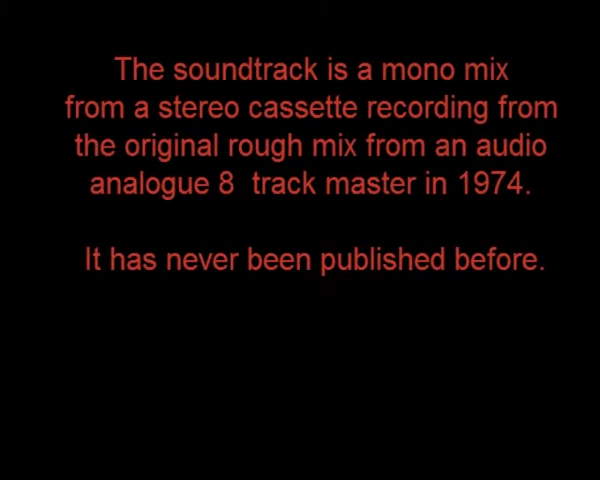 The soundtrack is a mono mix
from a stereo cassette recording from
the original rough mix from an audio
analogue 8 track master in 1974.
It has never been published before.